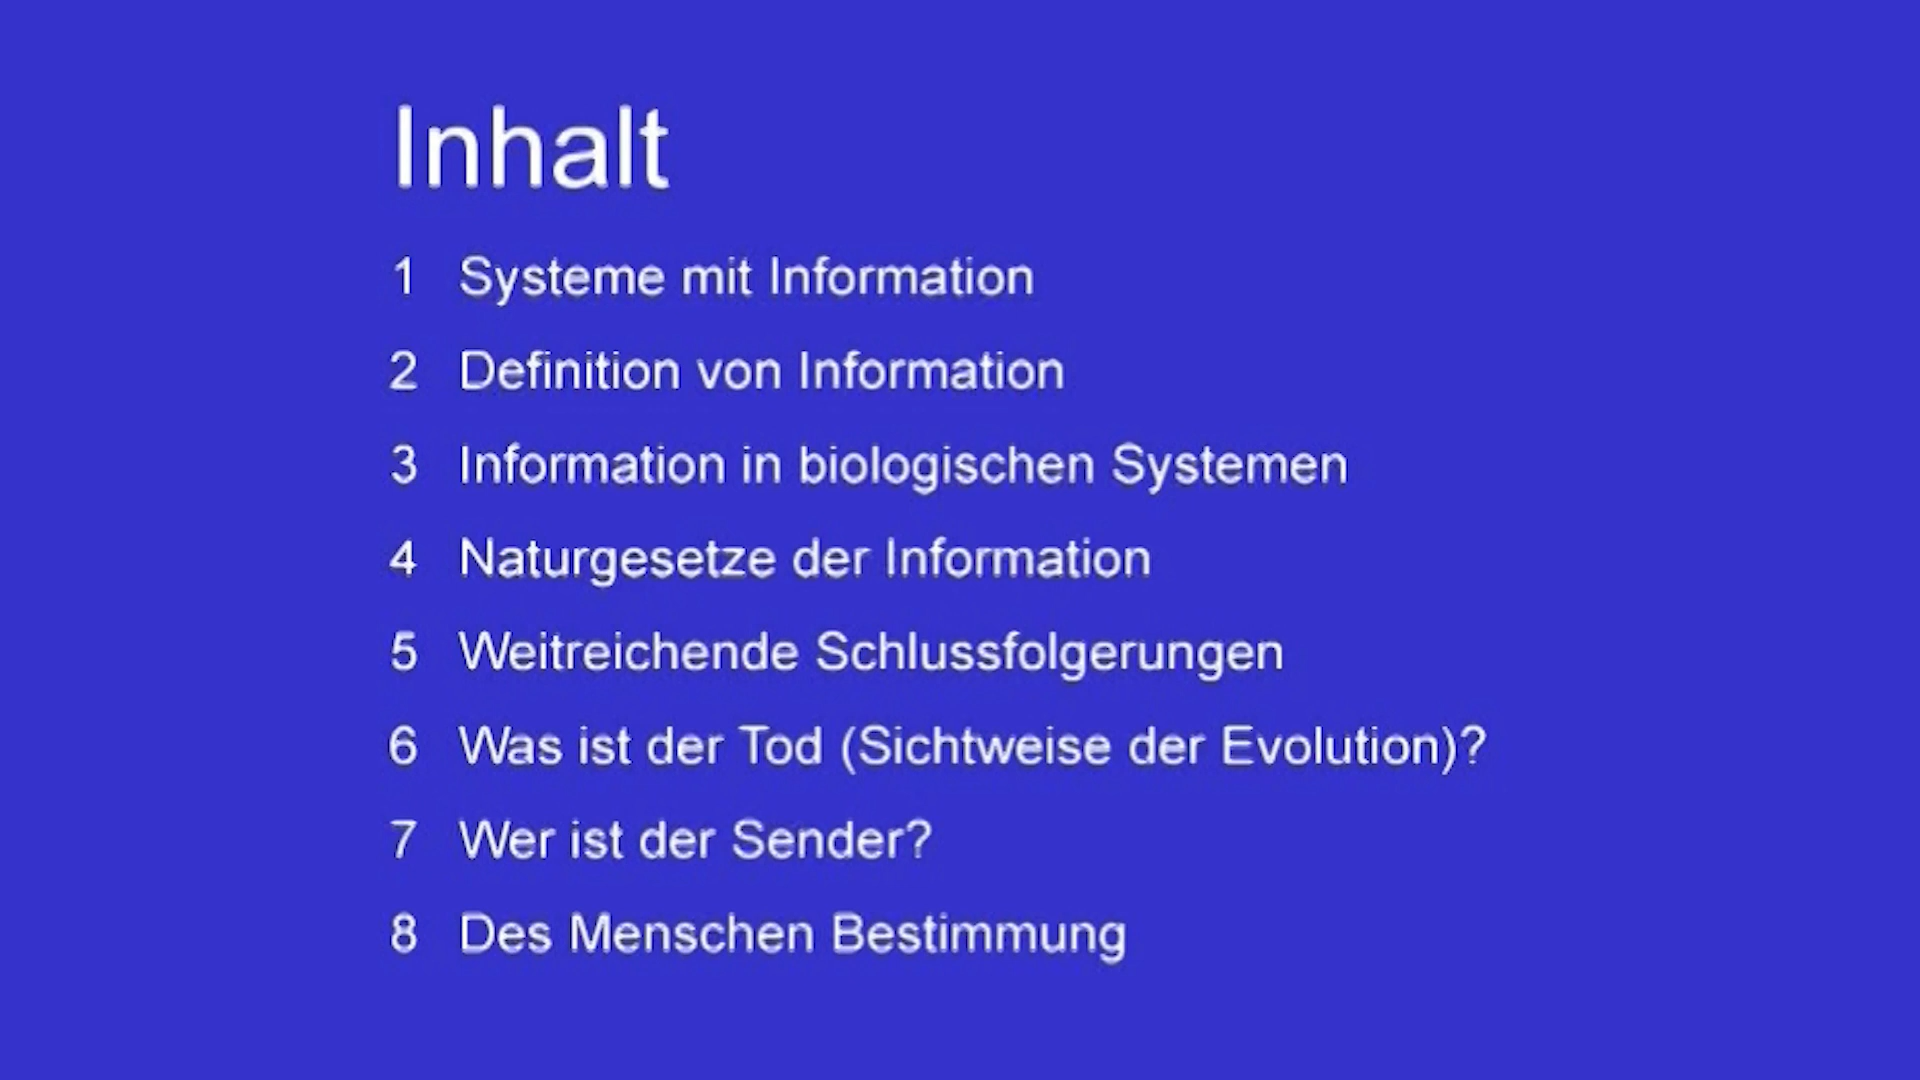 Inhalt
1 Systeme mit Information
2 Definition von Information
3 Information in biologischen Systemen
4 Naturgesetze der Information
5 Weitreichende Schlussfolgerungen
6 Was ist der Tod (Sichtweise der Evolution)?
7 Wer ist der Sender?
8 Des Menschen Bestimmung